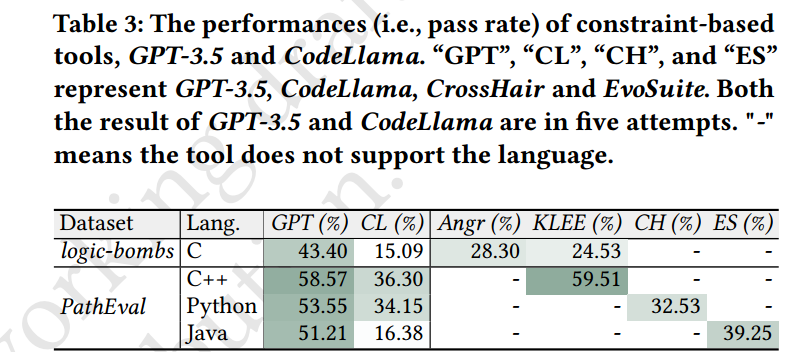 Table 3: The performances (i.e., pass rate) of constraint-based
tools, GPT-3.5 and CodeLlama. “GPT”, “CL”, “CH”, and “ES”
represent GPT-3.5, CodeLlama, CrossHair and EvoSuite. Both
the result of GPT-3.5 and CodeLlama are in five attempts. "-"
means the tool does not support the language.
Dataset Lang. GPT (%) CL (%) Angr (%) KLEE (%) CH (%) ES (%)
logic-bombs C 43.40 15.09 28.30 24.53 - -
C++ 58.57 36.30 - 59.51 - -
PathEval Python 53.55 34.15 - - 32.53 -
Java 51.21 16.38 - - - 39.25
working dra